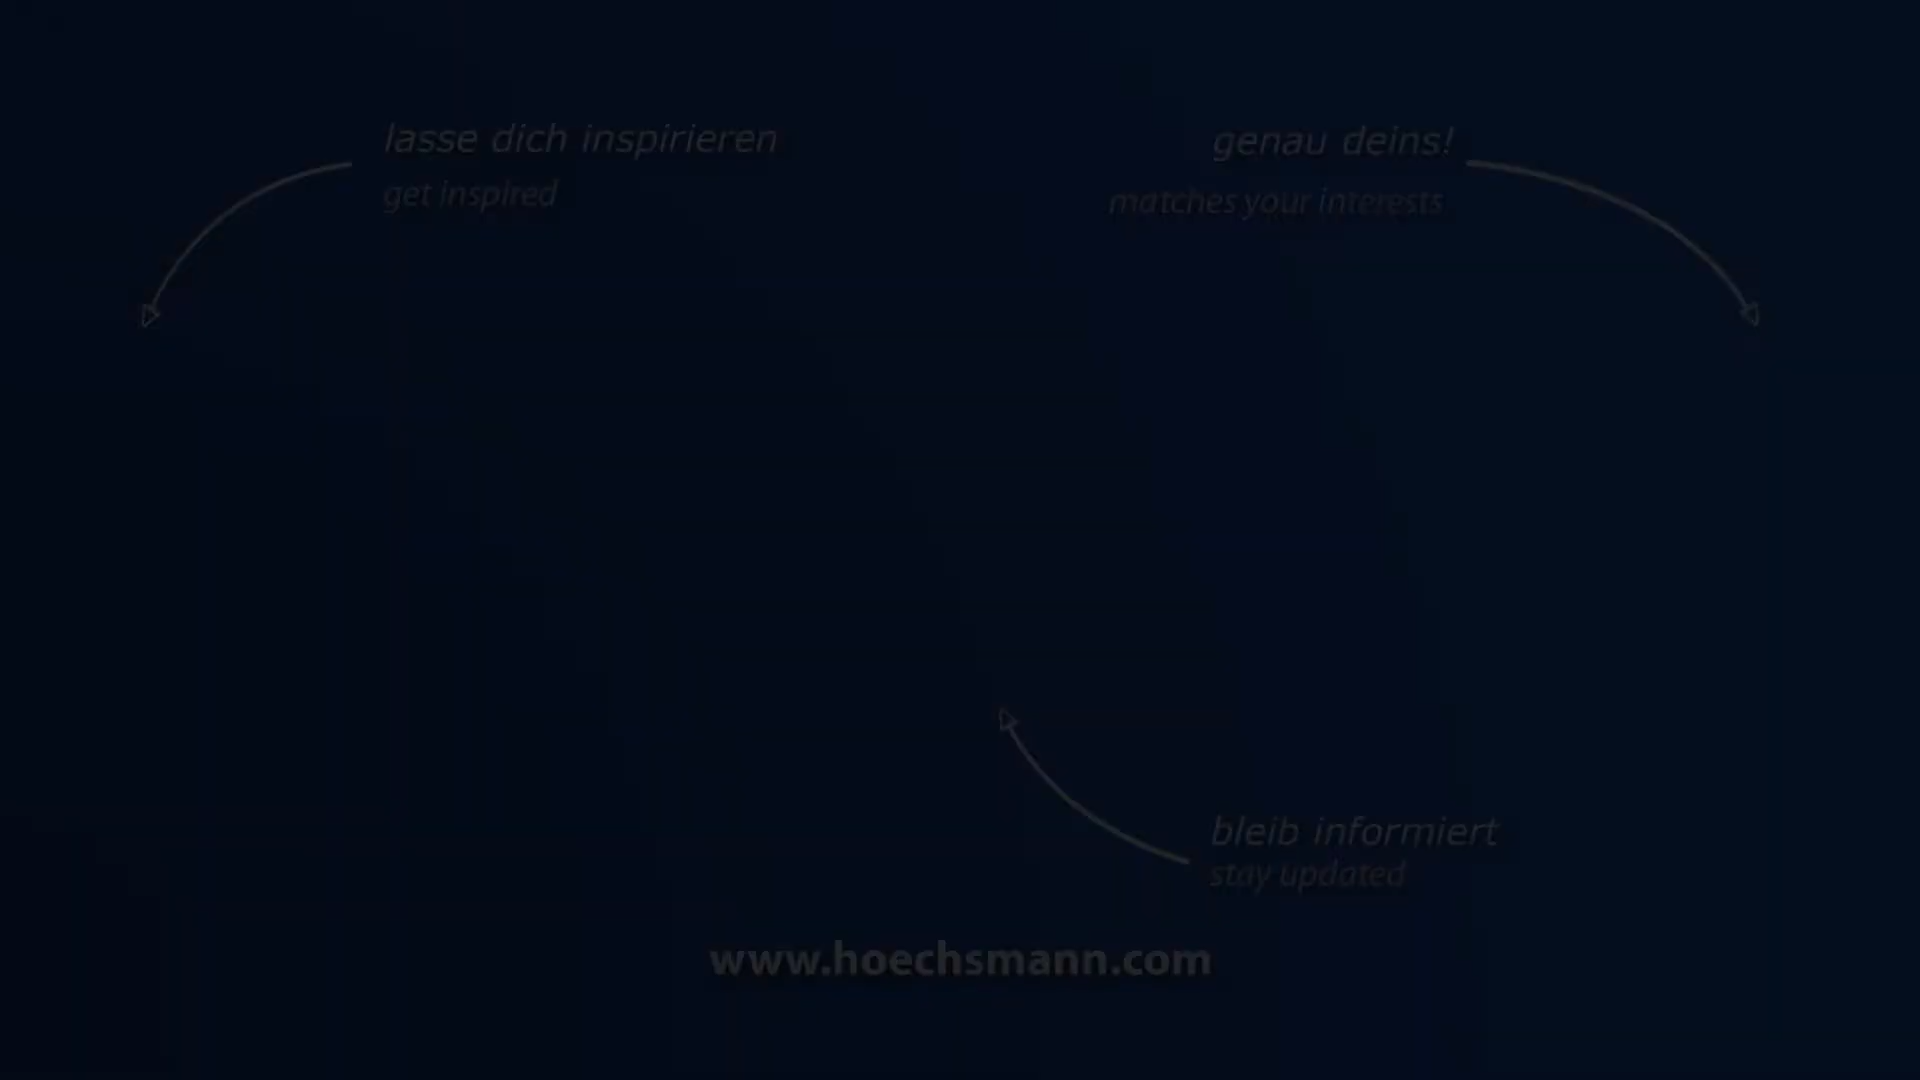 lasse dich inspirieren
get inspired
genau deins!
matches your interests
bleib informiert
stay updated
www.hoechsmann.com